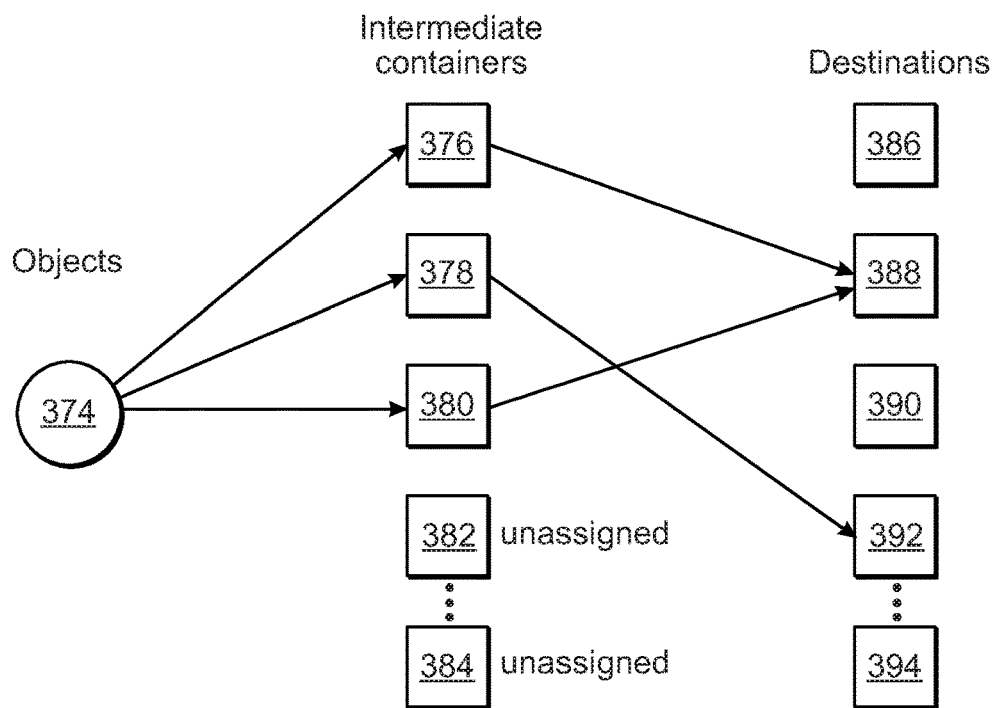 Intermediate
containers
Destinations
376
386
Objects
378
388
374
380
390
382 unassigned
392
384 unassigned
394